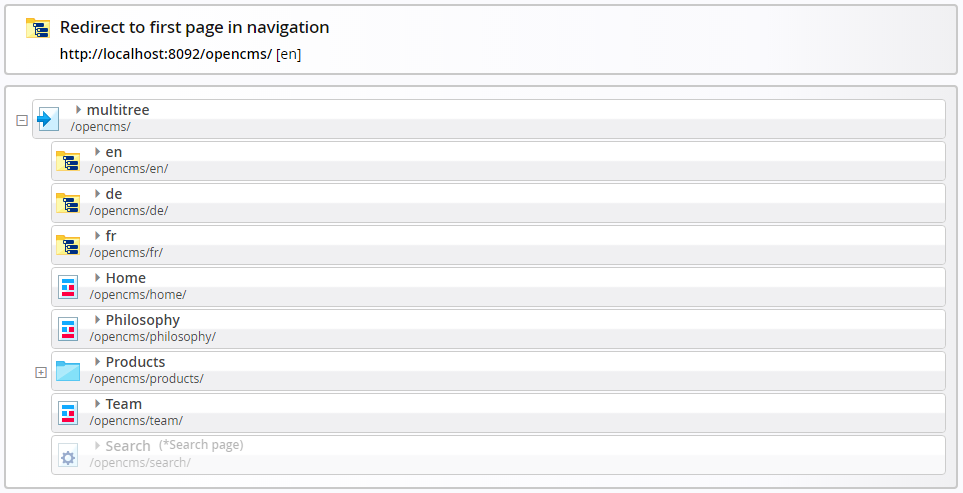 Redirect to first page in navigation
http://localhost:8092/opencms/ [en]
multitree
/opencms/
en
/opencms/en/
de
/opencms/de/
fr
/opencms/fr/
Home
/opencms/home/
Philosophy
/opencms/philosophy/
Products
/opencms/products/
Team
/opencms/team/
Search (*Search page)
/opencms/search/